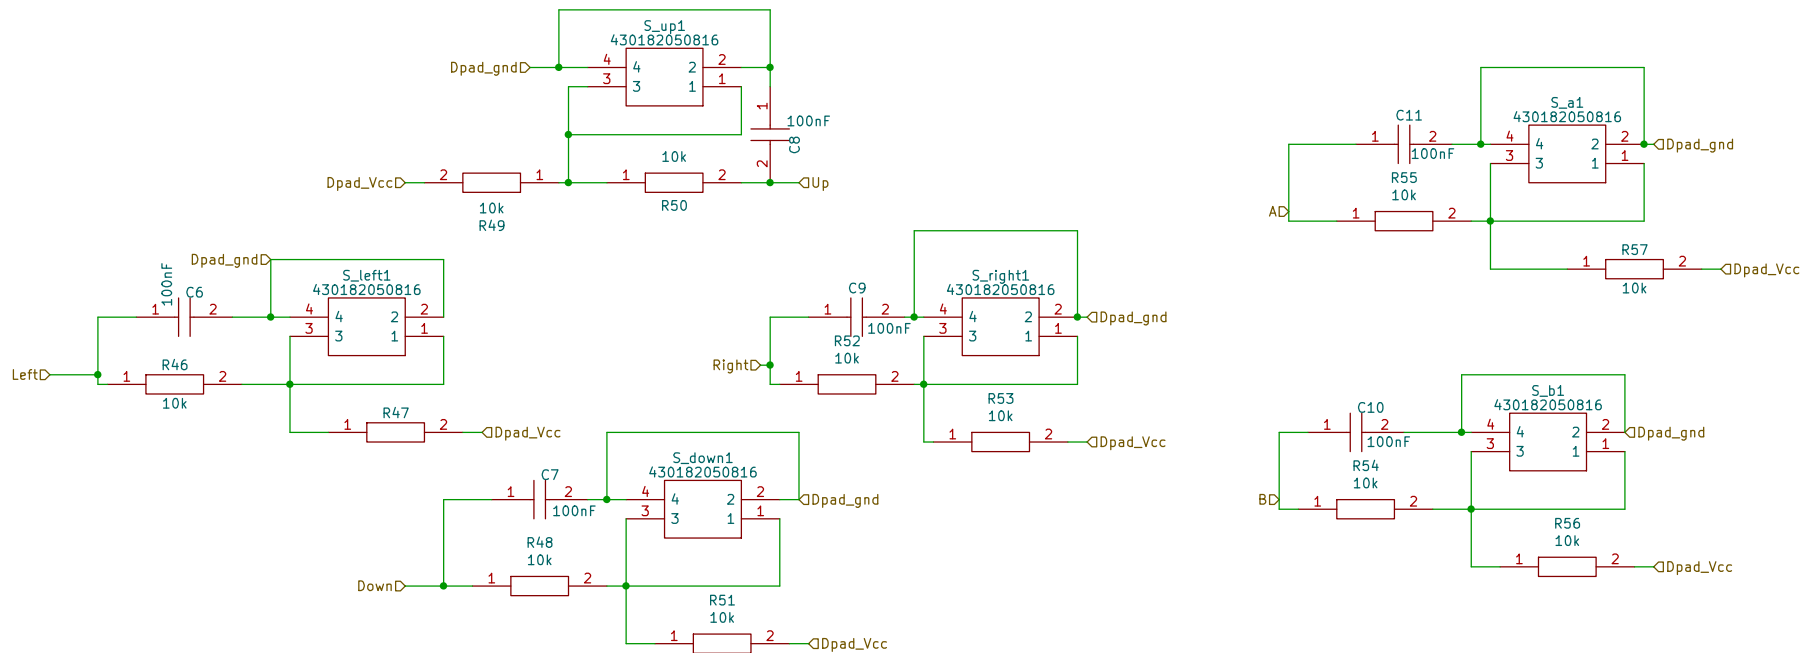 S_up1
430182050816
Dpad_gnd
4 4 2 2
3 3 1 1
1
100nF
C8
2
10k
Dpad_Vcc 2 1 1 2 Up
10k
R49
R50
C11
100nF
S_a1
430182050816
1 2 4 4 2 2 Dpad_gnd
3 3 1 1
R55
10k
A
1 2
R57
1 2 Dpad_Vcc
10k
Dpad_gnd
100nF
C6
S_left1
430182050816
1 2 4 4 2 2
3 3 1 1
R46
Left
1 2
10k
R47
1 2 Dpad_Vcc
C9
100nF
S_right1
430182050816
1 2 4 4 2 2 Dpad_gnd
3 3 1 1
R52
10k
Right
1 2
R53
10k
1 2 Dpad_Vcc
C10
100nF
S_b1
430182050816
1 2 4 4 2 2 Dpad_gnd
3 3 1 1
R54
10k
B
1 2
R56
10k
1 2 Dpad_Vcc
C7
100nF
S_down1
430182050816
1 2 4 4 2 2 Dpad_gnd
3 3 1 1
R48
10k
Down 1 2
R51
10k
1 2 Dpad_Vcc